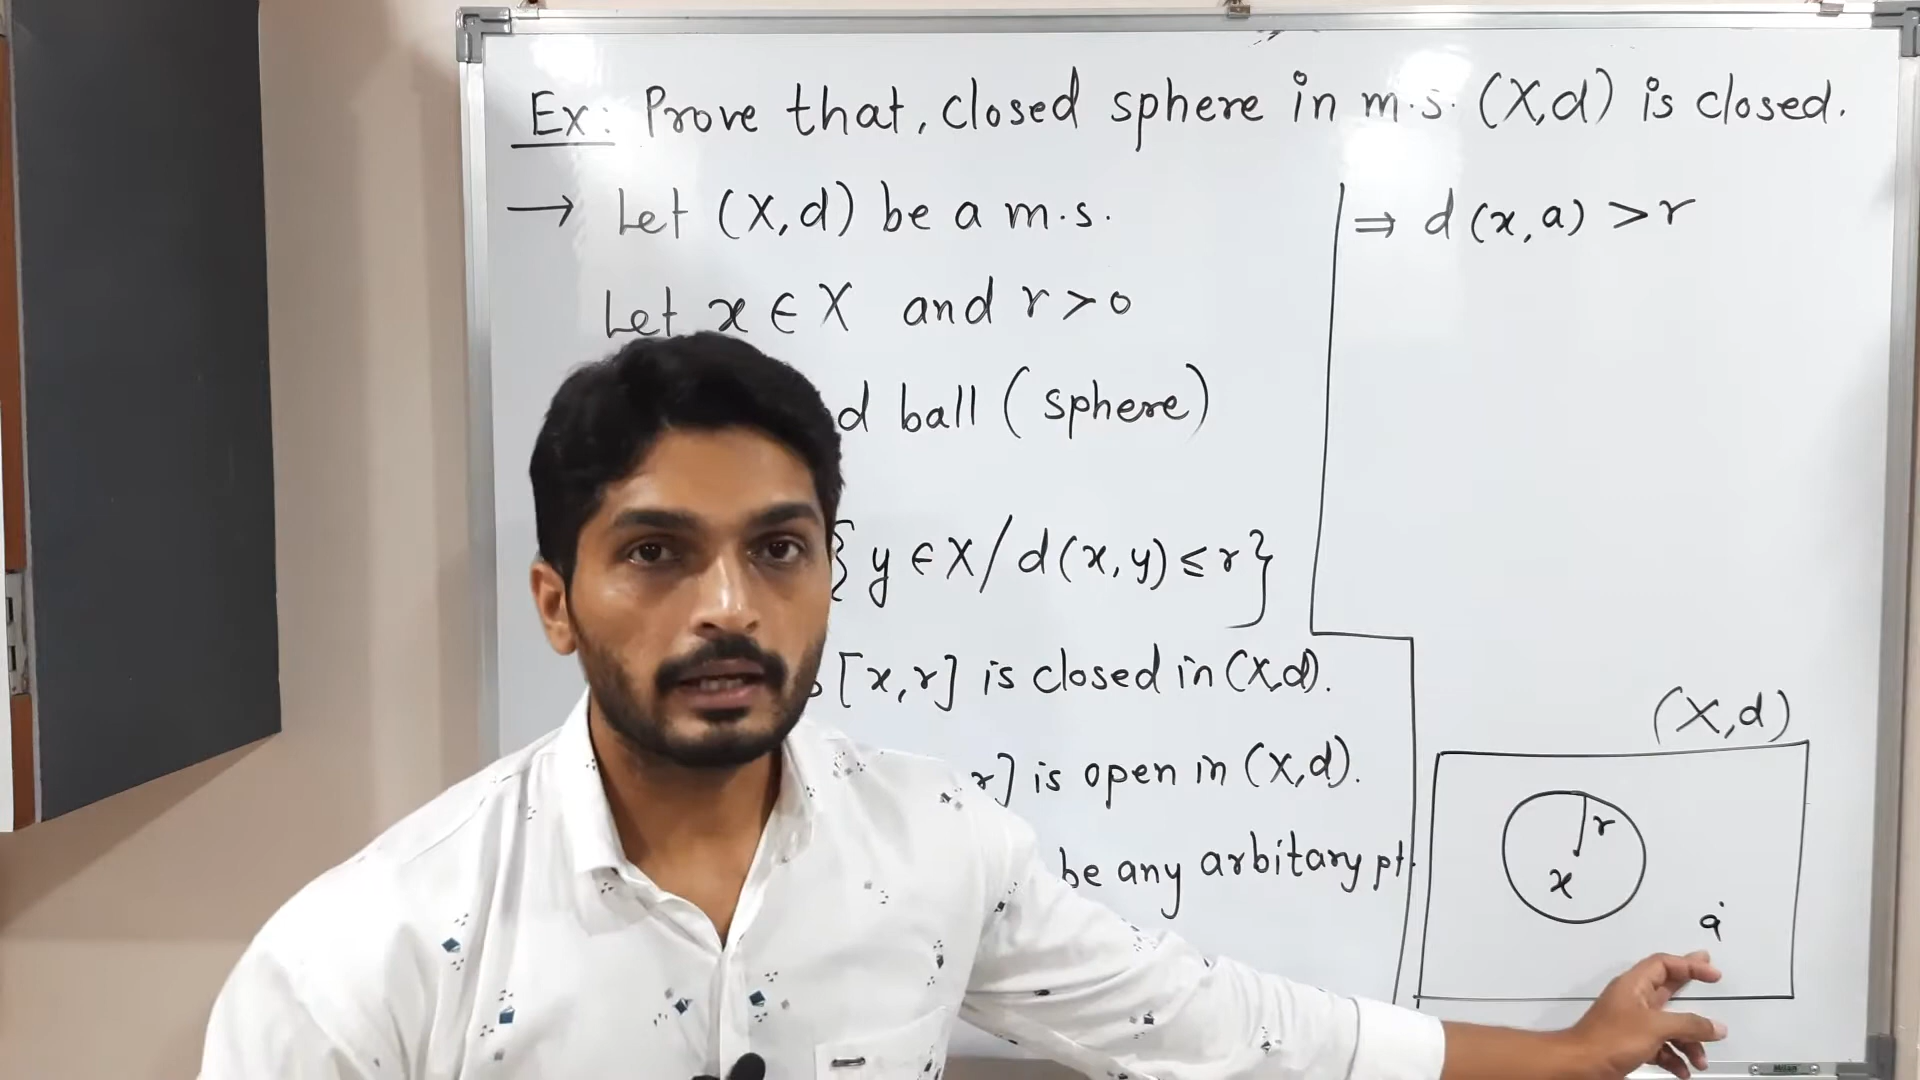 Ex: Prove that, closed sphere in m.s. (X,d) is closed.
→ Let (X,d) be a m.s.
Let x ∈ X and r > 0
d ball ( sphere )
{ y ∈ X / d(x,y) ≤ r }
[x,r] is closed in (X,d).
r] is open in (X,d).
be any arbitary pt.
⇒ d(x,a) > r
(X,d)
r
x
a